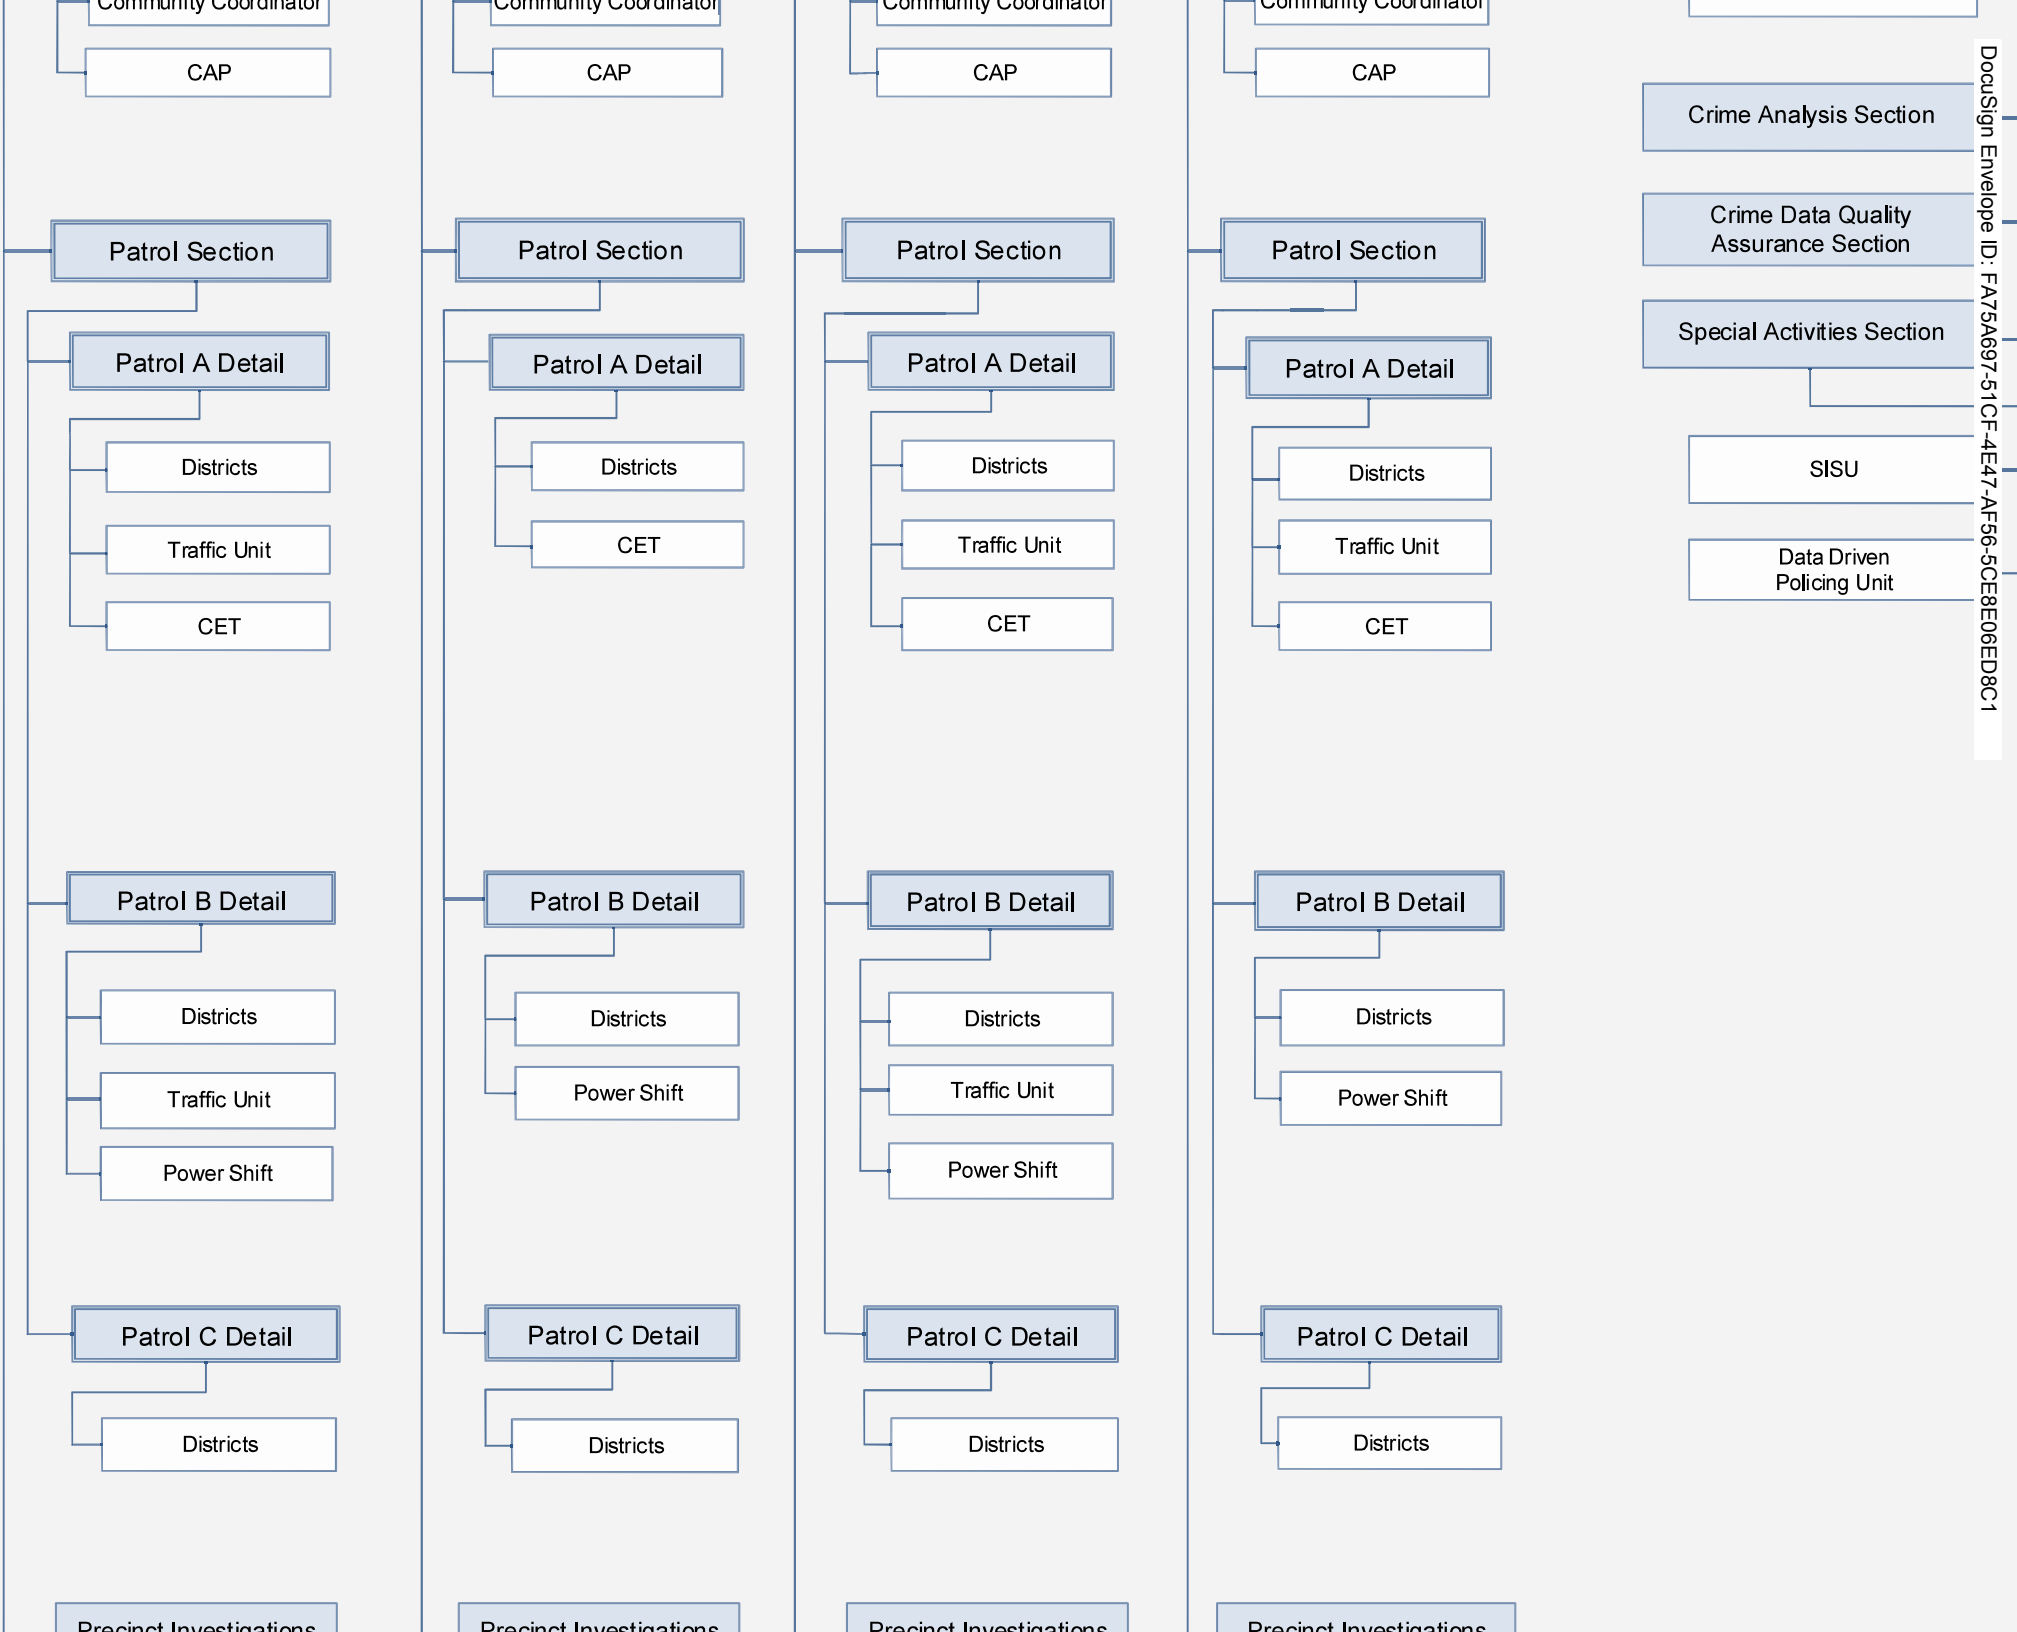 Community Coordinator
CAP
Patrol Section
Patrol A Detail
Districts
Traffic Unit
CET
Patrol B Detail
Districts
Traffic Unit
Power Shift
Patrol C Detail
Districts
Precinct Investigations
Community Coordinator
CAP
Patrol Section
Patrol A Detail
Districts
CET
Patrol B Detail
Districts
Power Shift
Patrol C Detail
Districts
Precinct Investigations
Community Coordinator
CAP
Patrol Section
Patrol A Detail
Districts
Traffic Unit
CET
Patrol B Detail
Districts
Traffic Unit
Power Shift
Patrol C Detail
Districts
Precinct Investigations
Community Coordinator
CAP
Patrol Section
Patrol A Detail
Districts
Traffic Unit
CET
Patrol B Detail
Districts
Power Shift
Patrol C Detail
Districts
Precinct Investigations
Crime Analysis Section
Crime Data Quality
Assurance Section
Special Activities Section
SISU
Data Driven
Policing Unit
DocuSign Envelope ID: FA75A697-51CF-4E47-AF56-5CE8E06ED8C1